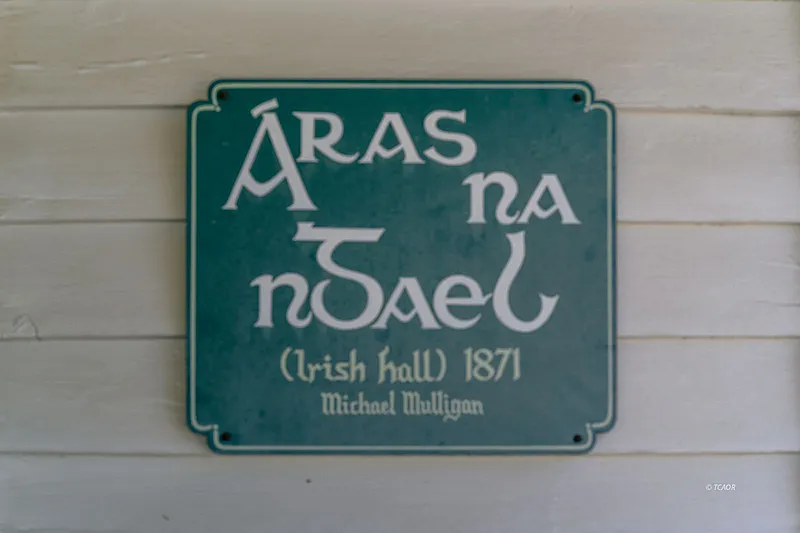 Áras
na
nGael
(Irish hall) 1871
Michael Mulligan
© TCAOR